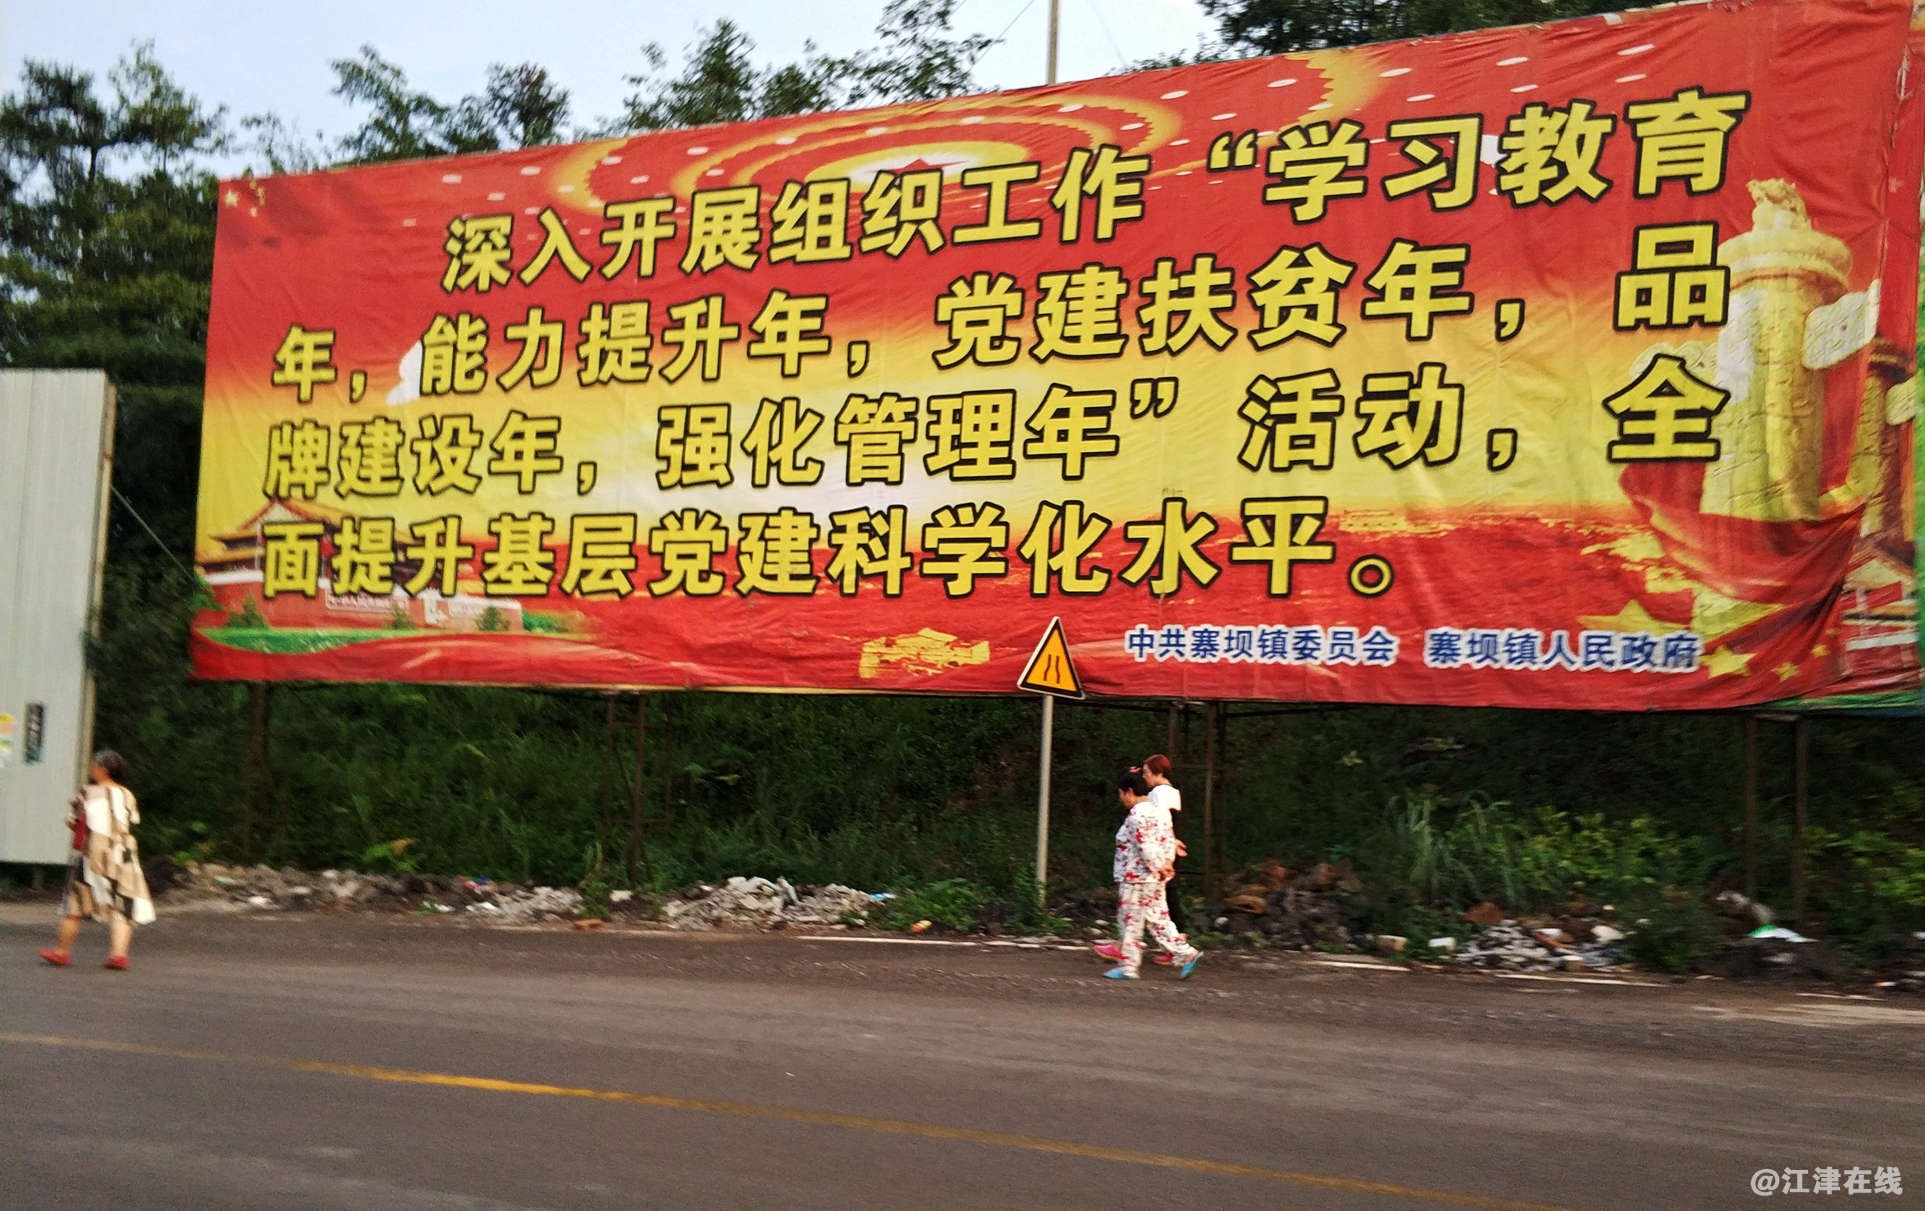 深入开展组织工作“学习教育
年，能力提升年，党建扶贫年，品
牌建设年，强化管理年”活动，全
面提升基层党建科学化水平。
中共寨坝镇委员会　寨坝镇人民政府
@江津在线